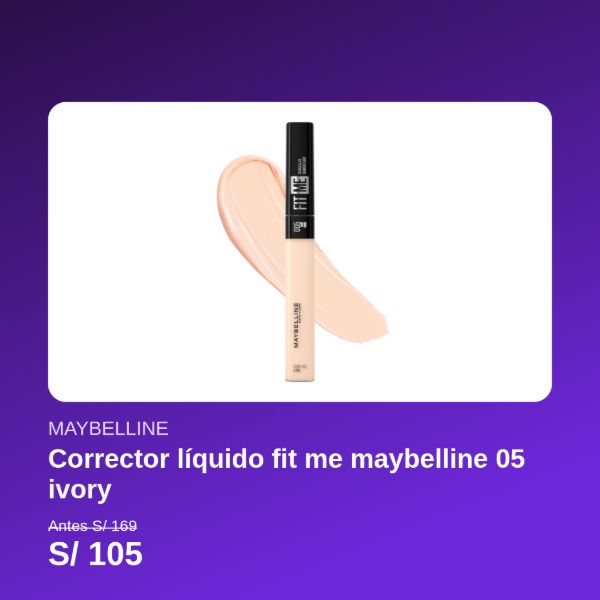 FIT ME
MAYBELLINE
MAYBELLINE
Corrector líquido fit me maybelline 05
ivory
Antes S/ 169
S/ 105